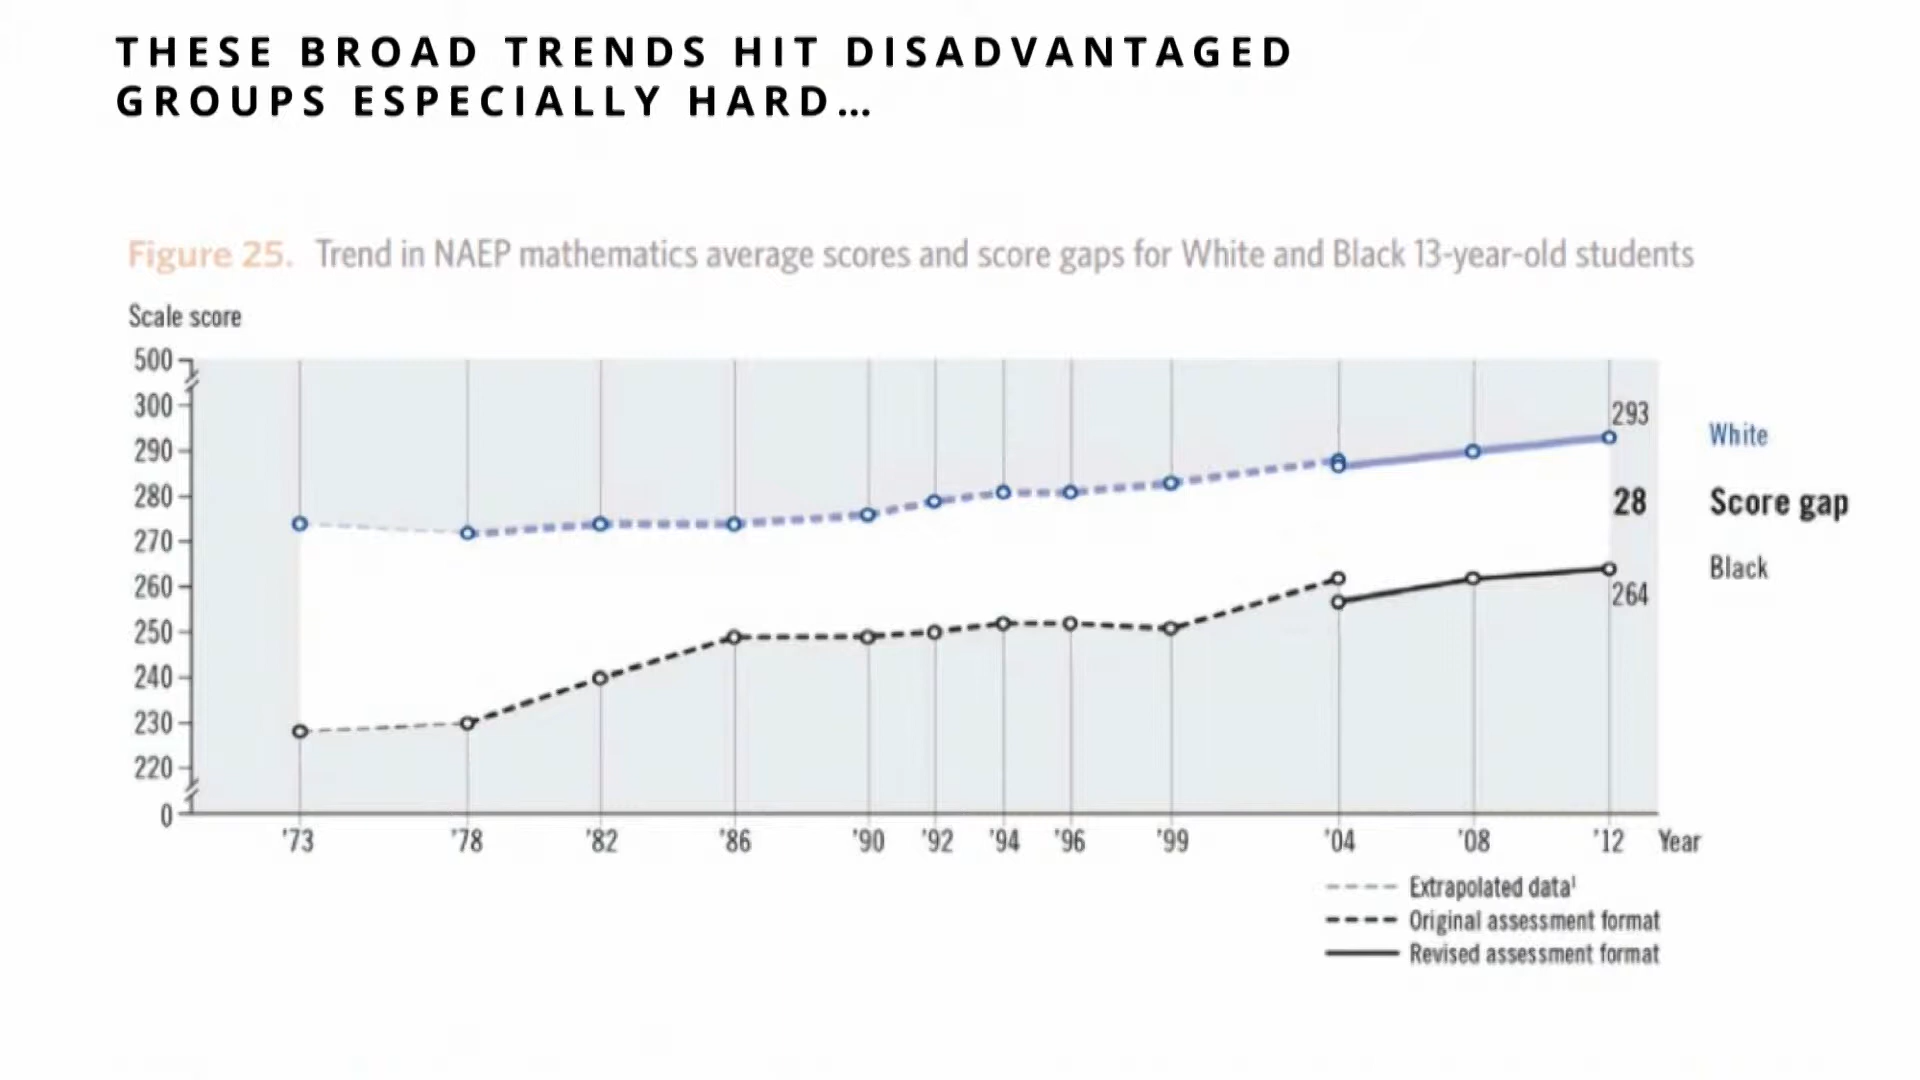 THESE BROAD TRENDS HIT DISADVANTAGED
GROUPS ESPECIALLY HARD...
Figure 25. Trend in NAEP mathematics average scores and score gaps for White and Black 13-year-old students
Scale score
500
300
290
280
270
260
250
240
230
220
0
293
White
28 Score gap
Black
264
'73 '78 '82 '86 '90 '92 '94 '96 '99 '04 '08 '12 Year
Extrapolated data¹
Original assessment format
Revised assessment format